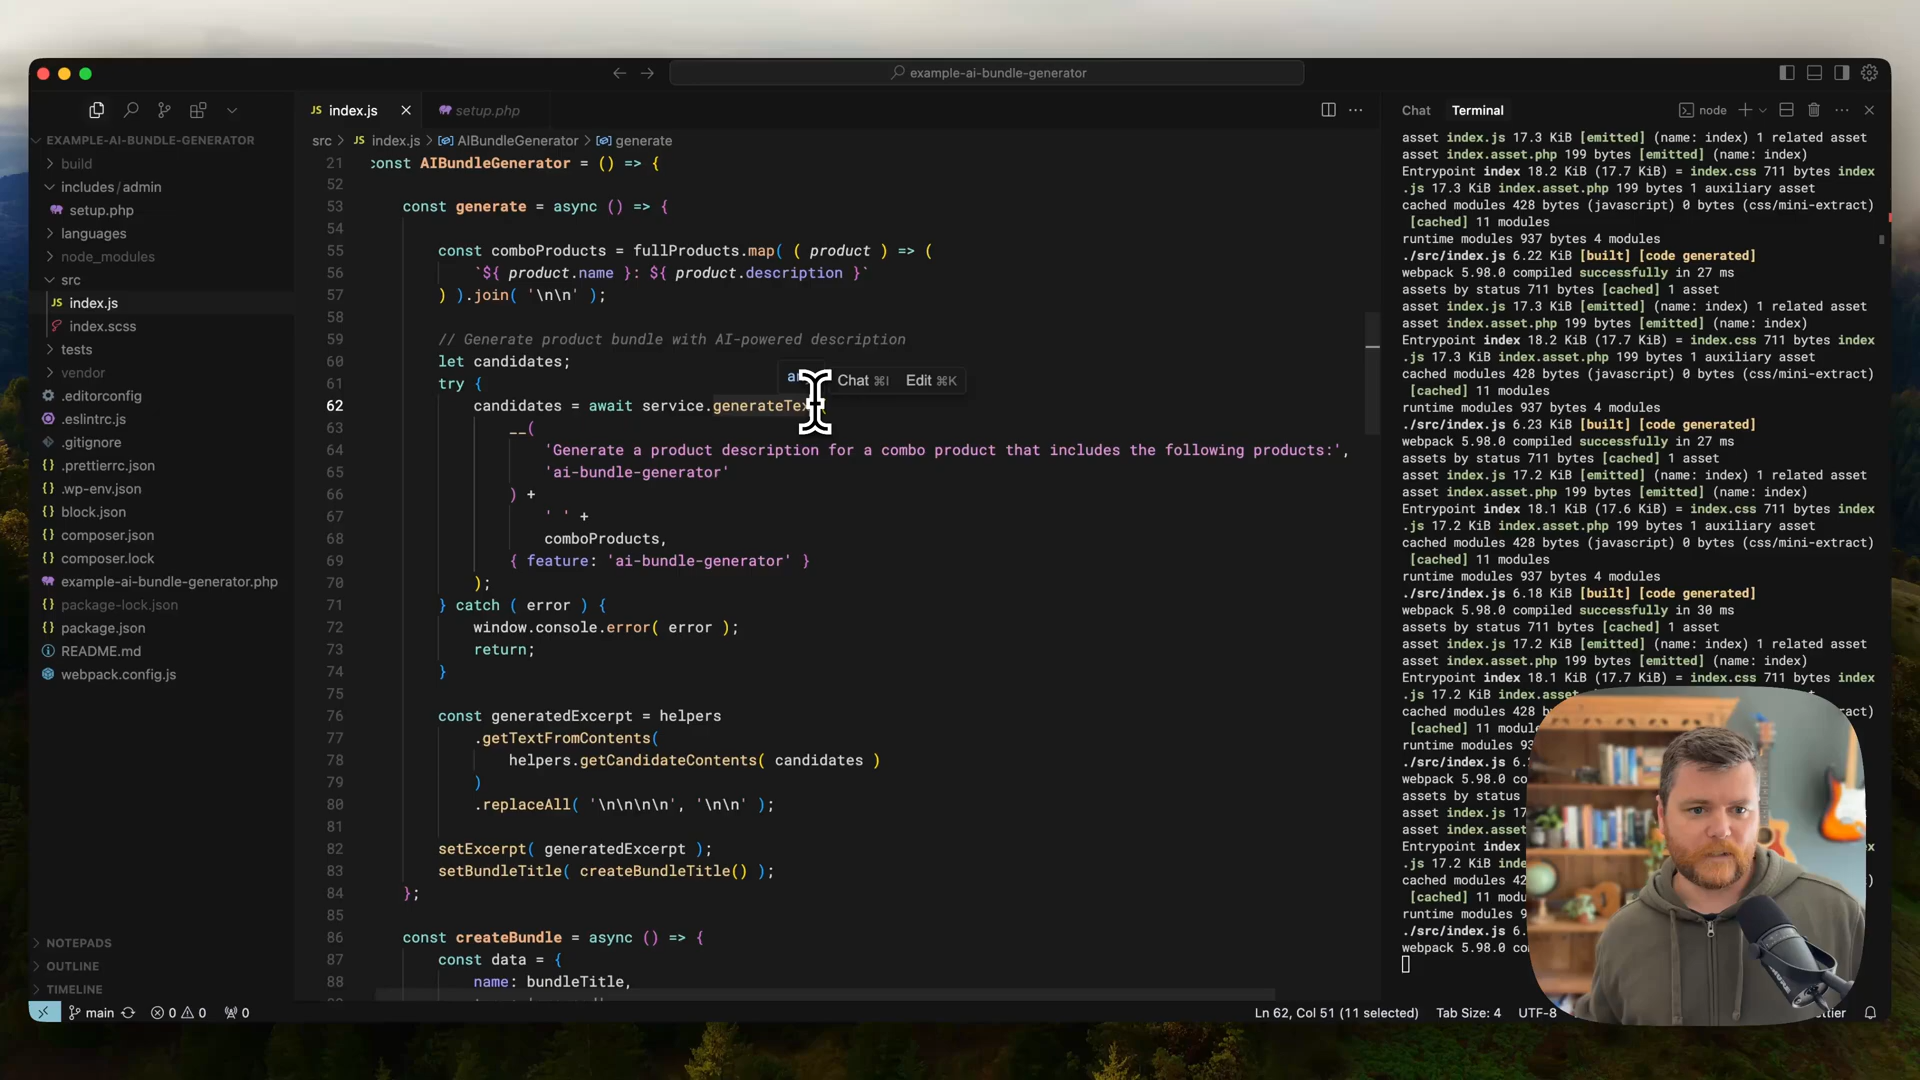 example-ai-bundle-generator
index.js
setup.php
EXAMPLE-AI-BUNDLE-GENERATOR
build
includes/admin
setup.php
languages
node_modules
src
index.js
index.scss
tests
vendor
.editorconfig
.eslintrc.js
.gitignore
.prettierrc.json
.wp-env.json
block.json
composer.json
composer.lock
example-ai-bundle-generator.php
package-lock.json
package.json
README.md
webpack.config.js
NOTEPADS
OUTLINE
TIMELINE
src > JS index.js > AIBundleGenerator > generate
21 const AIBundleGenerator = () => {
52
53 const generate = async () => {
54
55 const comboProducts = fullProducts.map( ( product ) => (
56 `${ product.name }: ${ product.description }`
57 ) ).join( '\n\n' );
58
59 // Generate product bundle with AI-powered description
60 let candidates;
61 try {
Chat ⌘I Edit ⌘K
62 candidates = await service.generateTex
63 __(
64 'Generate a product description for a combo product that includes the following products:',
65 'ai-bundle-generator'
66 ) +
67 ' ' +
68 comboProducts,
69 { feature: 'ai-bundle-generator' }
70 );
71 } catch ( error ) {
72 window.console.error( error );
73 return;
74 }
75
76 const generatedExcerpt = helpers
77 .getTextFromContents(
78 helpers.getCandidateContents( candidates )
79 )
80 .replaceAll( '\n\n\n\n', '\n\n' );
81
82 setExcerpt( generatedExcerpt );
83 setBundleTitle( createBundleTitle() );
84 };
85
86 const createBundle = async () => {
87 const data = {
88 name: bundleTitle,
Chat Terminal node
asset index.js 17.3 KiB [emitted] (name: index) 1 related asset
asset index.asset.php 199 bytes [emitted] (name: index)
Entrypoint index 18.2 KiB (17.7 KiB) = index.css 711 bytes index
.js 17.3 KiB index.asset.php 199 bytes 1 auxiliary asset
cached modules 428 bytes (javascript) 0 bytes (css/mini-extract)
[cached] 11 modules
runtime modules 937 bytes 4 modules
./src/index.js 6.22 KiB [built] [code generated]
webpack 5.98.0 compiled successfully in 27 ms
assets by status 711 bytes [cached] 1 asset
asset index.js 17.3 KiB [emitted] (name: index) 1 related asset
asset index.asset.php 199 bytes [emitted] (name: index)
Entrypoint index 18.2 KiB (17.7 KiB) = index.css 711 bytes index
.js 17.3 KiB index.asset.php 199 bytes 1 auxiliary asset
cached modules 428 bytes (javascript) 0 bytes (css/mini-extract)
[cached] 11 modules
runtime modules 937 bytes 4 modules
./src/index.js 6.23 KiB [built] [code generated]
webpack 5.98.0 compiled successfully in 27 ms
assets by status 711 bytes [cached] 1 asset
asset index.js 17.2 KiB [emitted] (name: index) 1 related asset
asset index.asset.php 199 bytes [emitted] (name: index)
Entrypoint index 18.1 KiB (17.6 KiB) = index.css 711 bytes index
.js 17.2 KiB index.asset.php 199 bytes 1 auxiliary asset
cached modules 428 bytes (javascript) 0 bytes (css/mini-extract)
[cached] 11 modules
runtime modules 937 bytes 4 modules
./src/index.js 6.18 KiB [built] [code generated]
webpack 5.98.0 compiled successfully in 30 ms
assets by status 711 bytes [cached] 1 asset
asset index.js 17.2 KiB [emitted] (name: index) 1 related asset
asset index.asset.php 199 bytes [emitted] (name: index)
Entrypoint index 18.1 KiB (17.7 KiB) = index.css 711 bytes index
.js 17.2 KiB index.asset.
cached modules 428 b
[cached] 11 modules
runtime modules 93
./src/index.js 6.
webpack 5.98.0 co
assets by status
asset index.js 17
asset index.asset
Entrypoint index
.js 17.2 KiB inde
cached modules 42
[cached] 11 modu
runtime modules 9
./src/index.js 6.
webpack 5.98.0 co
main 0 0 0
Ln 62, Col 51 (11 selected) Tab Size: 4 UTF-8